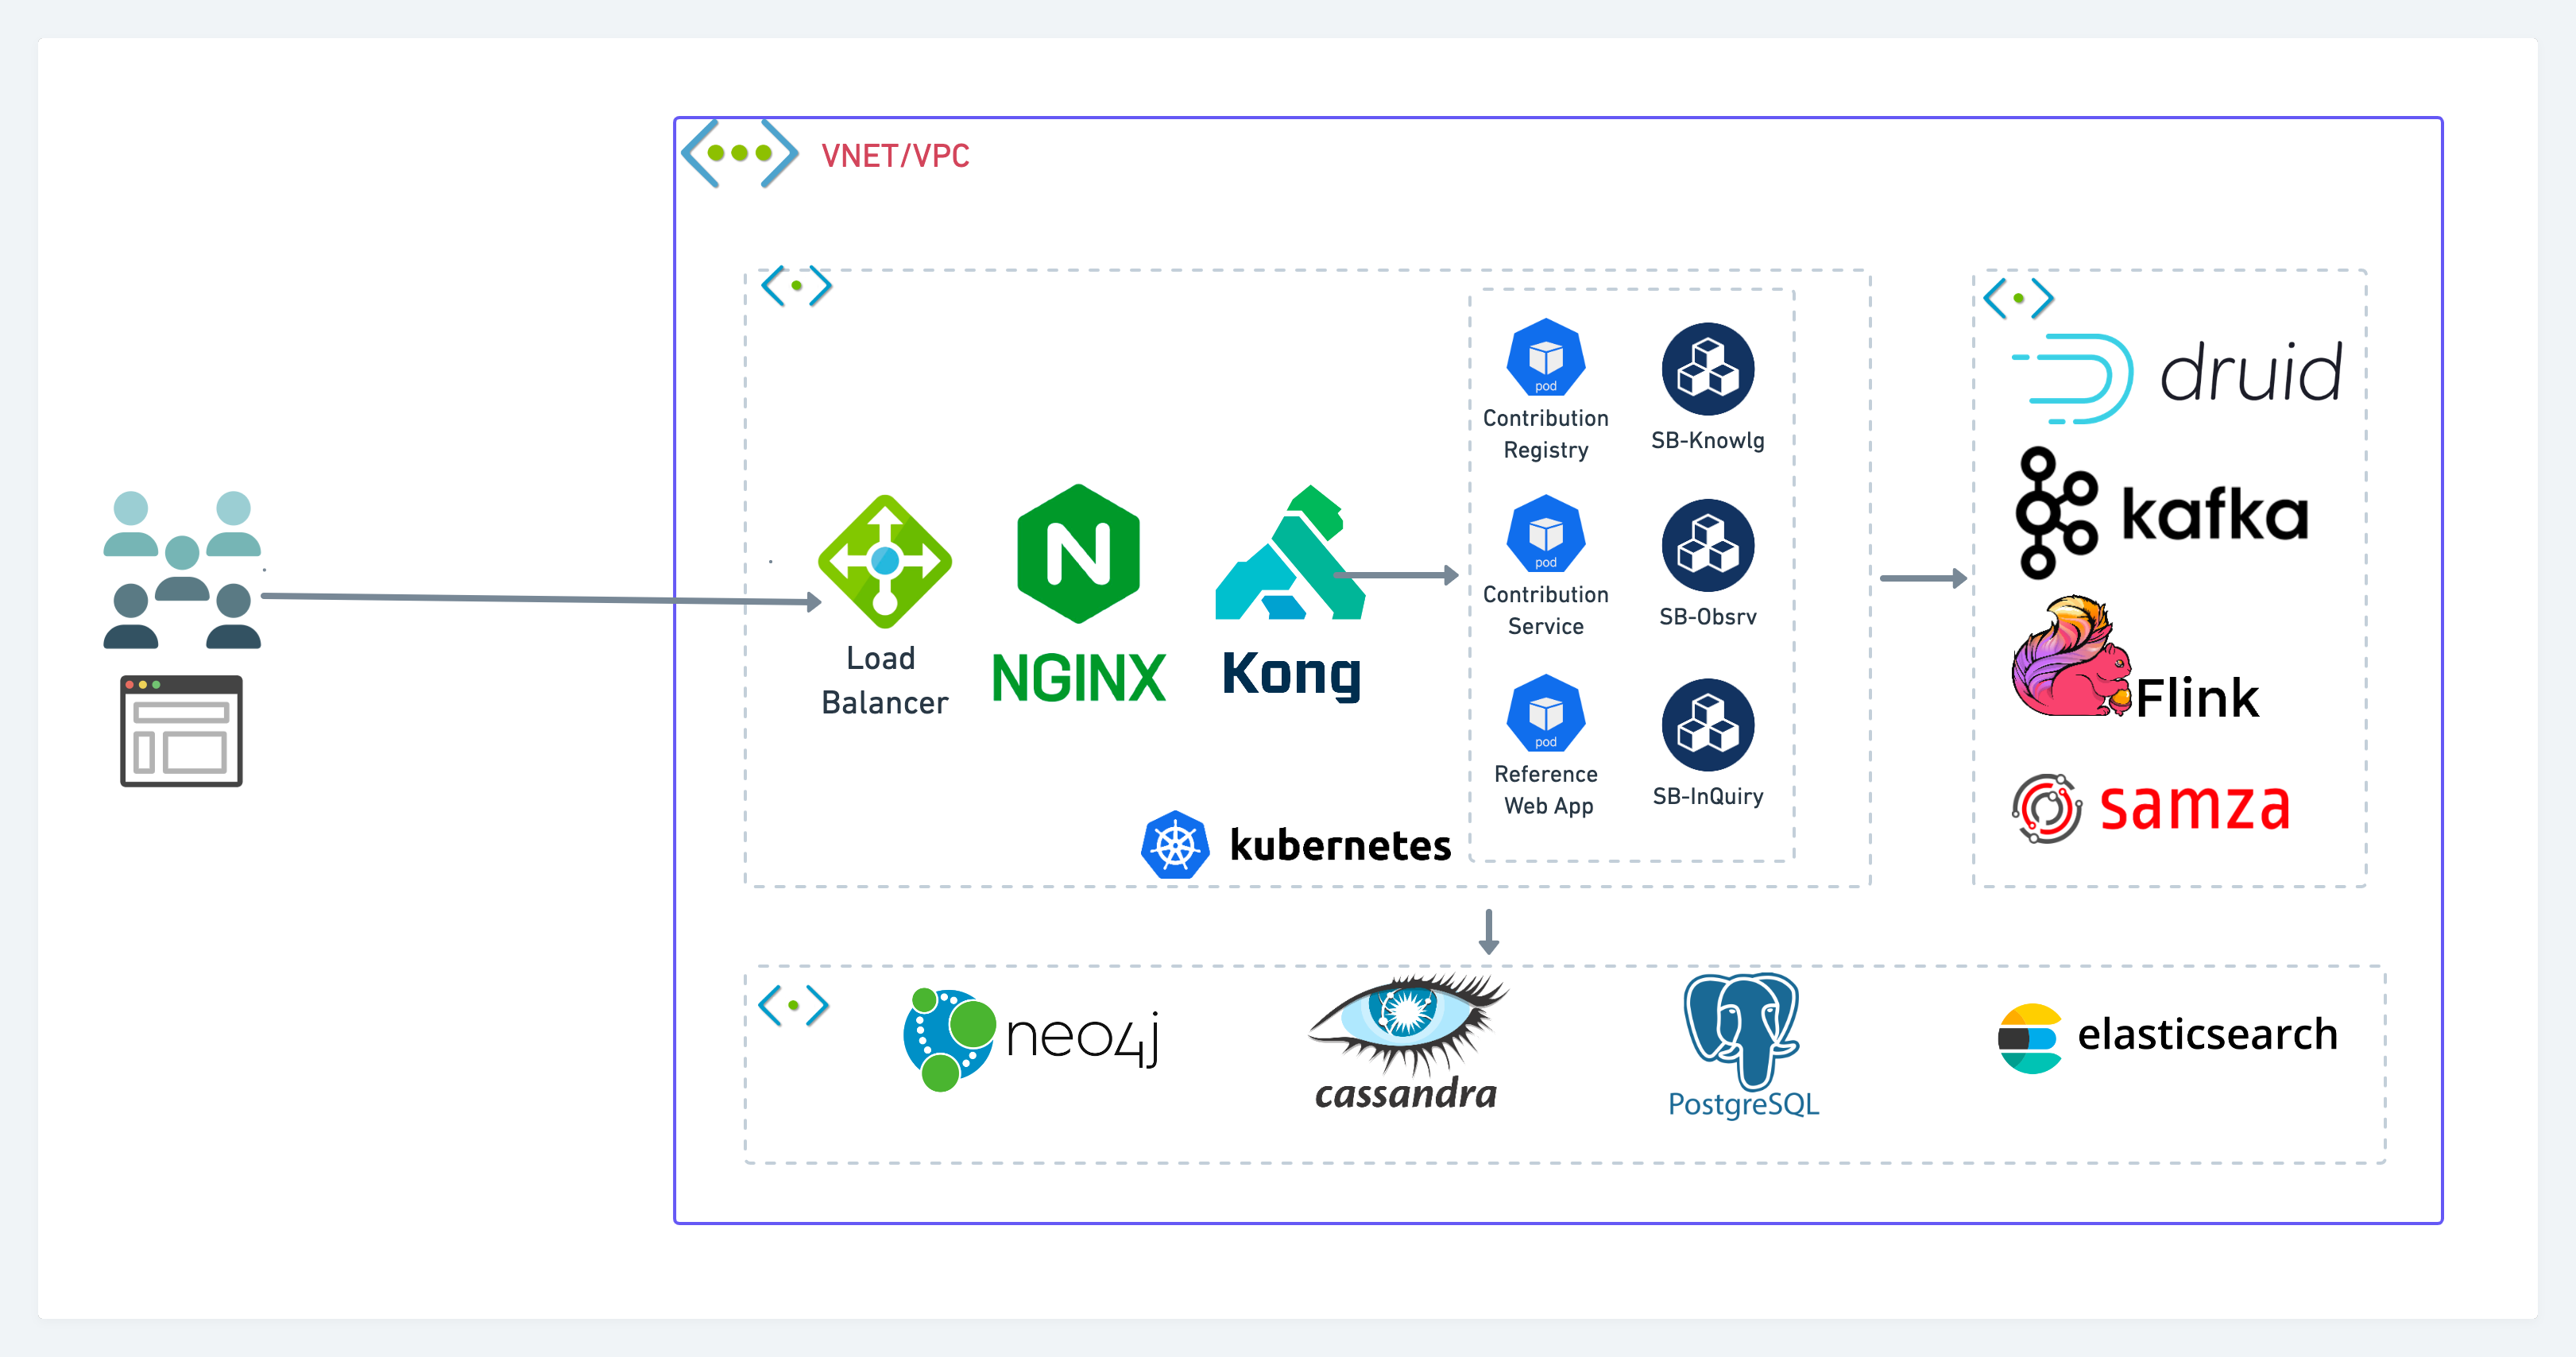 VNET/VPC
pod
Contribution
Registry
SB-Knowlg
druid
kafka
pod
Contribution
Service
SB-Obsrv
Load
Balancer
NGINX
Kong
Flink
pod
Reference
Web App
SB-InQuiry
samza
kubernetes
neo4j
cassandra
PostgreSQL
elasticsearch